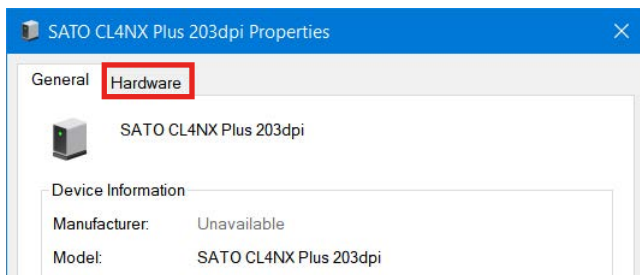 SATO CL4NX Plus 203dpi Properties
General Hardware
SATO CL4NX Plus 203dpi
Device Information
Manufacturer: Unavailable
Model: SATO CL4NX Plus 203dpi